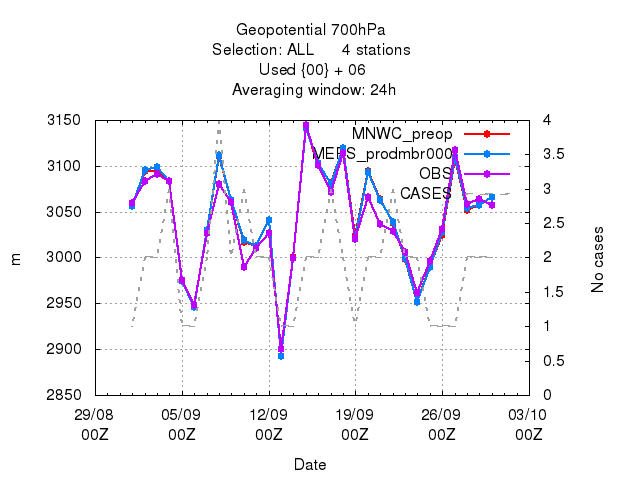 Geopotential 700hPa
Selection: ALL 4 stations
Used {00} + 06
Averaging window: 24h
3150
3100
3050
3000
2950
2900
2850
m
4
3.5
3
2.5
2
1.5
1
0.5
0
No cases
MNWC_preop
MEPS_prodmbr000
OBS
CASES
29/08 05/09 12/09 19/09 26/09 03/10
00Z 00Z 00Z 00Z 00Z 00Z
Date